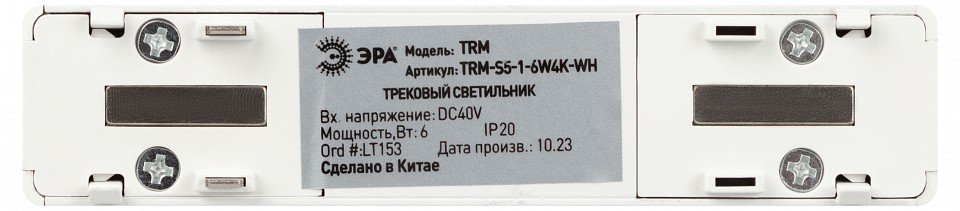 ЭРА Модель: TRM
Артикул: TRM-S5-1-6W4K-WH
ТРЕКОВЫЙ СВЕТИЛЬНИК
Вх. напряжение: DC40V
Мощность,Вт: 6 IP20
Ord #:LT153 Дата произв.: 10.23
Сделано в Китае